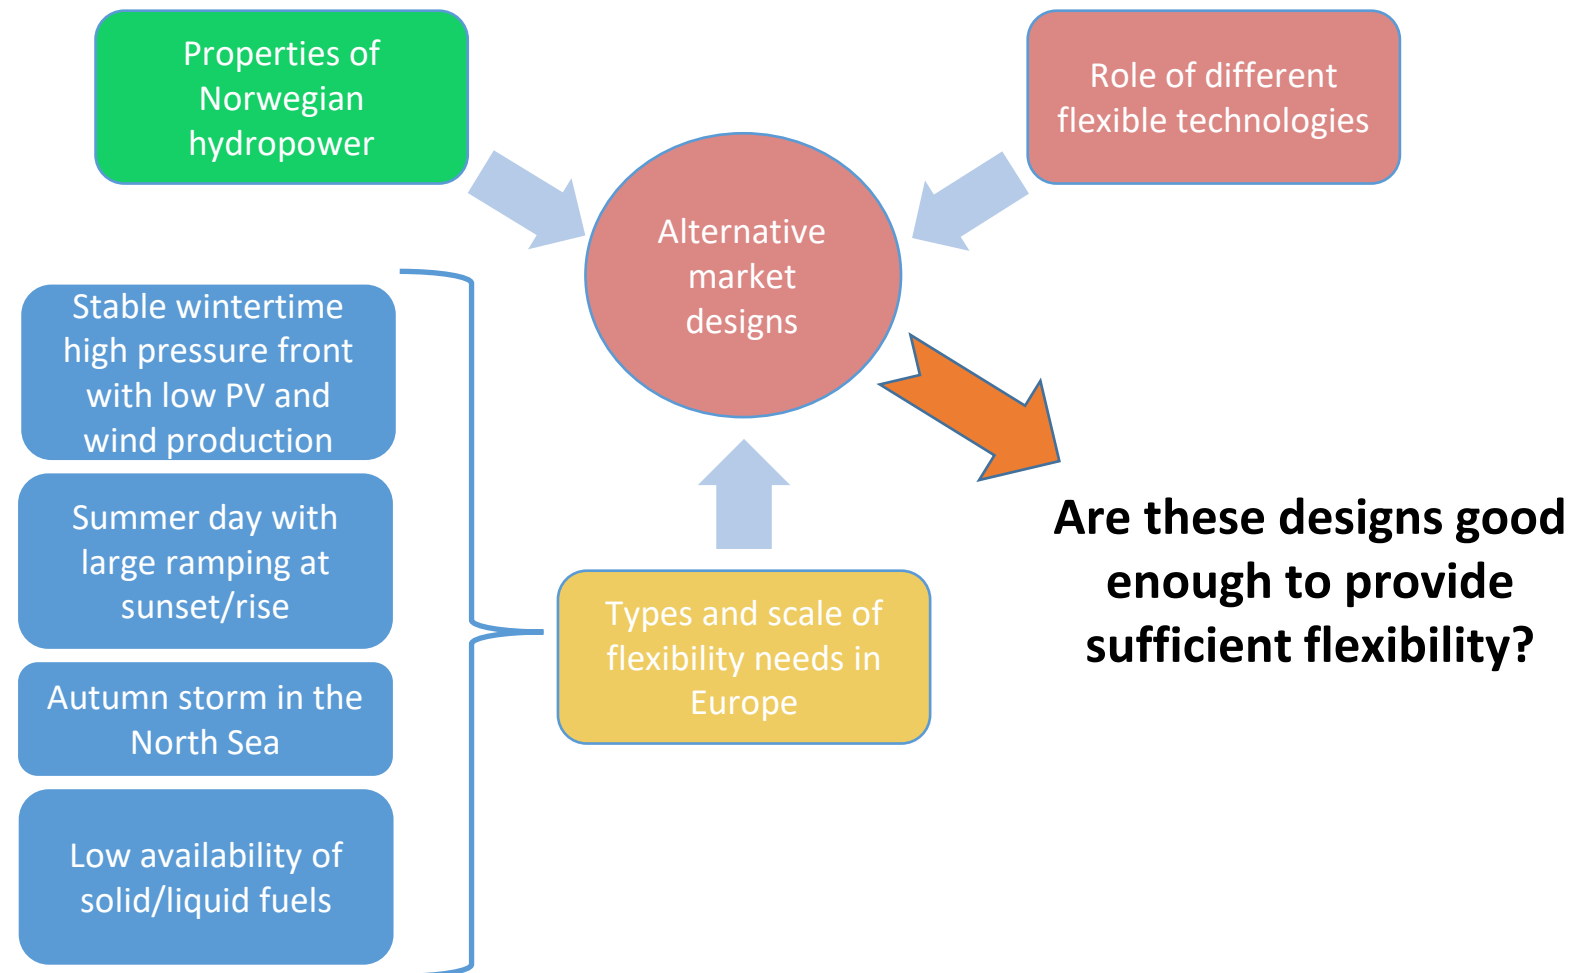 Properties of
Norwegian
hydropower
Role of different
flexible technologies
Alternative
market
designs
Stable wintertime
high pressure front
with low PV and
wind production
Summer day with
large ramping at
sunset/rise
Autumn storm in the
North Sea
Low availability of
solid/liquid fuels
Types and scale of
flexibility needs in
Europe
Are these designs good
enough to provide
sufficient flexibility?